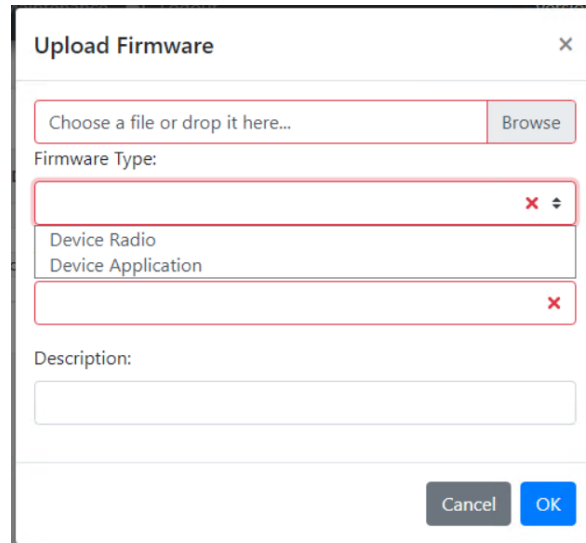 Upload Firmware
Choose a file or drop it here... Browse
Firmware Type:
Device Radio
Device Application
Description:
Cancel OK